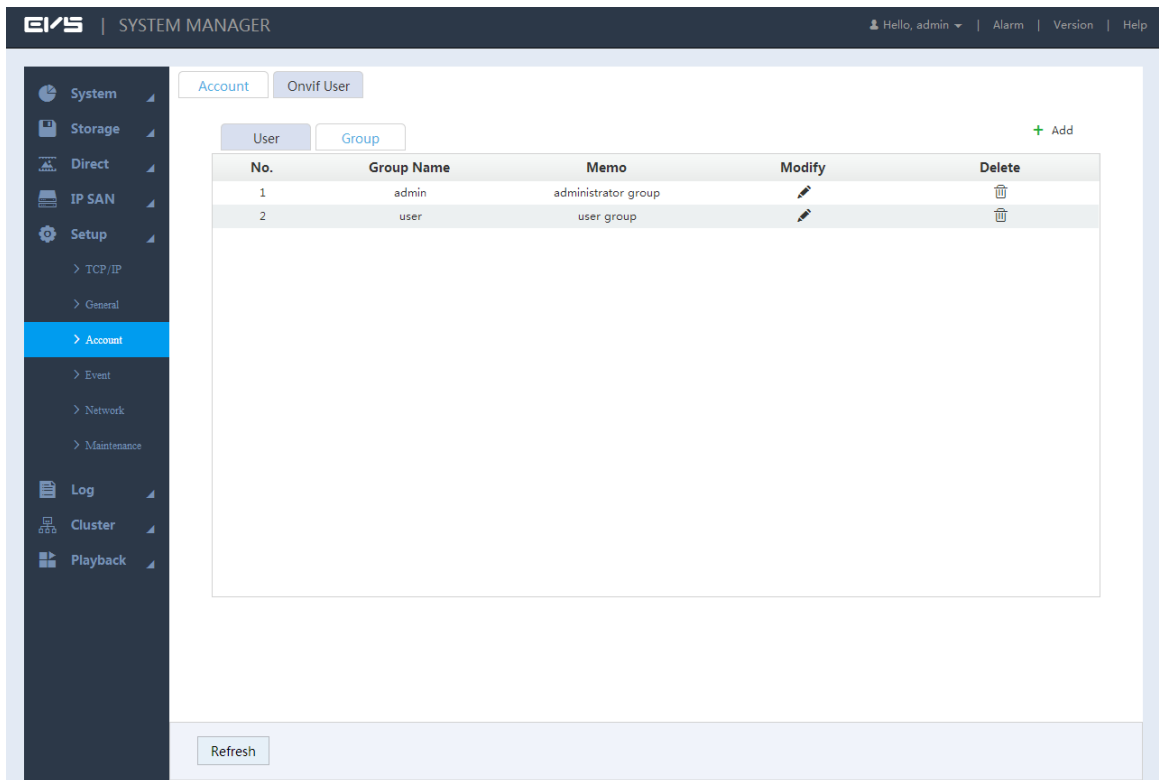 EVS | SYSTEM MANAGER Hello, admin | Alarm | Version | Help
Account Onvif User
System
Storage
Direct
IP SAN
Setup
> TCP/IP
> General
> Account
> Event
> Network
> Maintenance
Log
Cluster
Playback
User Group + Add
No. Group Name Memo Modify Delete
1 admin administrator group
2 user user group
Refresh